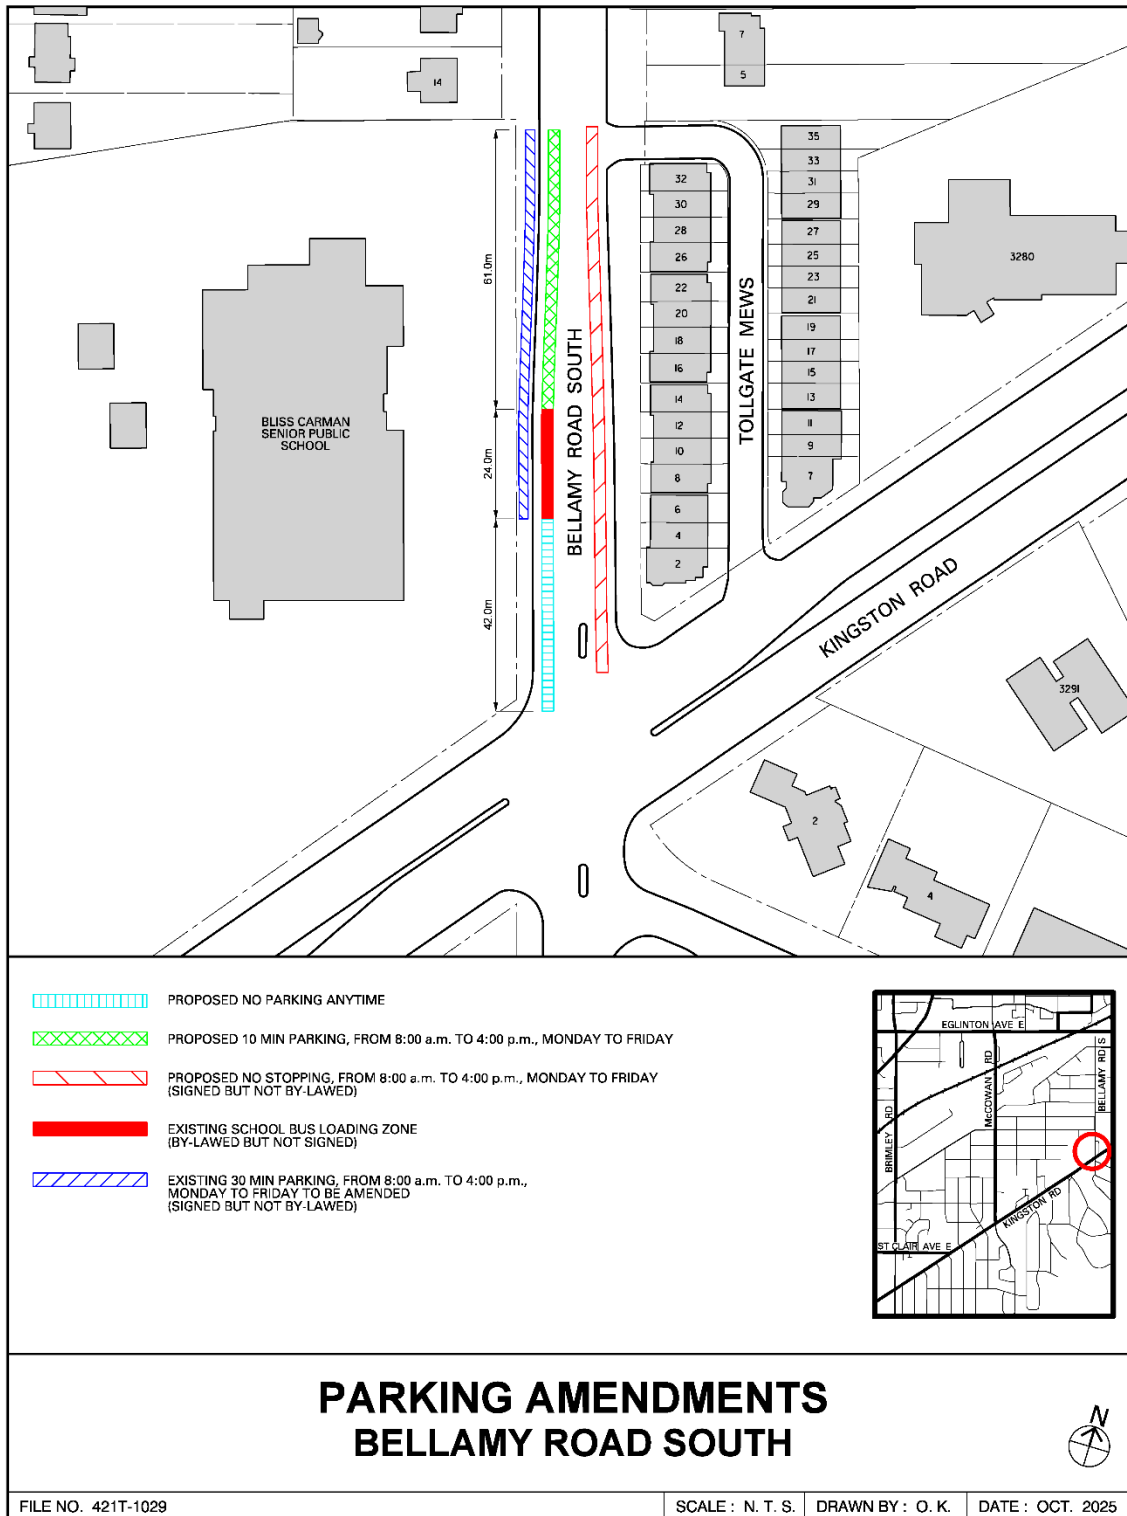 7
5
14
35
33
31
29
27
25
23
21
19
17
15
13
11
9
7
32
30
28
26
22
20
18
16
14
12
10
8
6
4
2
3280
61.0m
24.0m
42.0m
BLISS CARMAN
SENIOR PUBLIC
SCHOOL
BELLAMY ROAD SOUTH
TOLLGATE MEWS
KINGSTON ROAD
3291
2
4
PROPOSED NO PARKING ANYTIME
PROPOSED 10 MIN PARKING, FROM 8:00 a.m. TO 4:00 p.m., MONDAY TO FRIDAY
PROPOSED NO STOPPING, FROM 8:00 a.m. TO 4:00 p.m., MONDAY TO FRIDAY
(SIGNED BUT NOT BY-LAWED)
EXISTING SCHOOL BUS LOADING ZONE
(BY-LAWED BUT NOT SIGNED)
EXISTING 30 MIN PARKING, FROM 8:00 a.m. TO 4:00 p.m.,
MONDAY TO FRIDAY TO BE AMENDED
(SIGNED BUT NOT BY-LAWED)
EGLINTON AVE E
BRIMLEY RD
McCOWAN RD
BELLAMY RD S
KINGSTON RD
ST CLAIR AVE E
PARKING AMENDMENTS
BELLAMY ROAD SOUTH
N
FILE NO. 421T-1029
SCALE : N. T. S.
DRAWN BY : O. K.
DATE : OCT. 2025